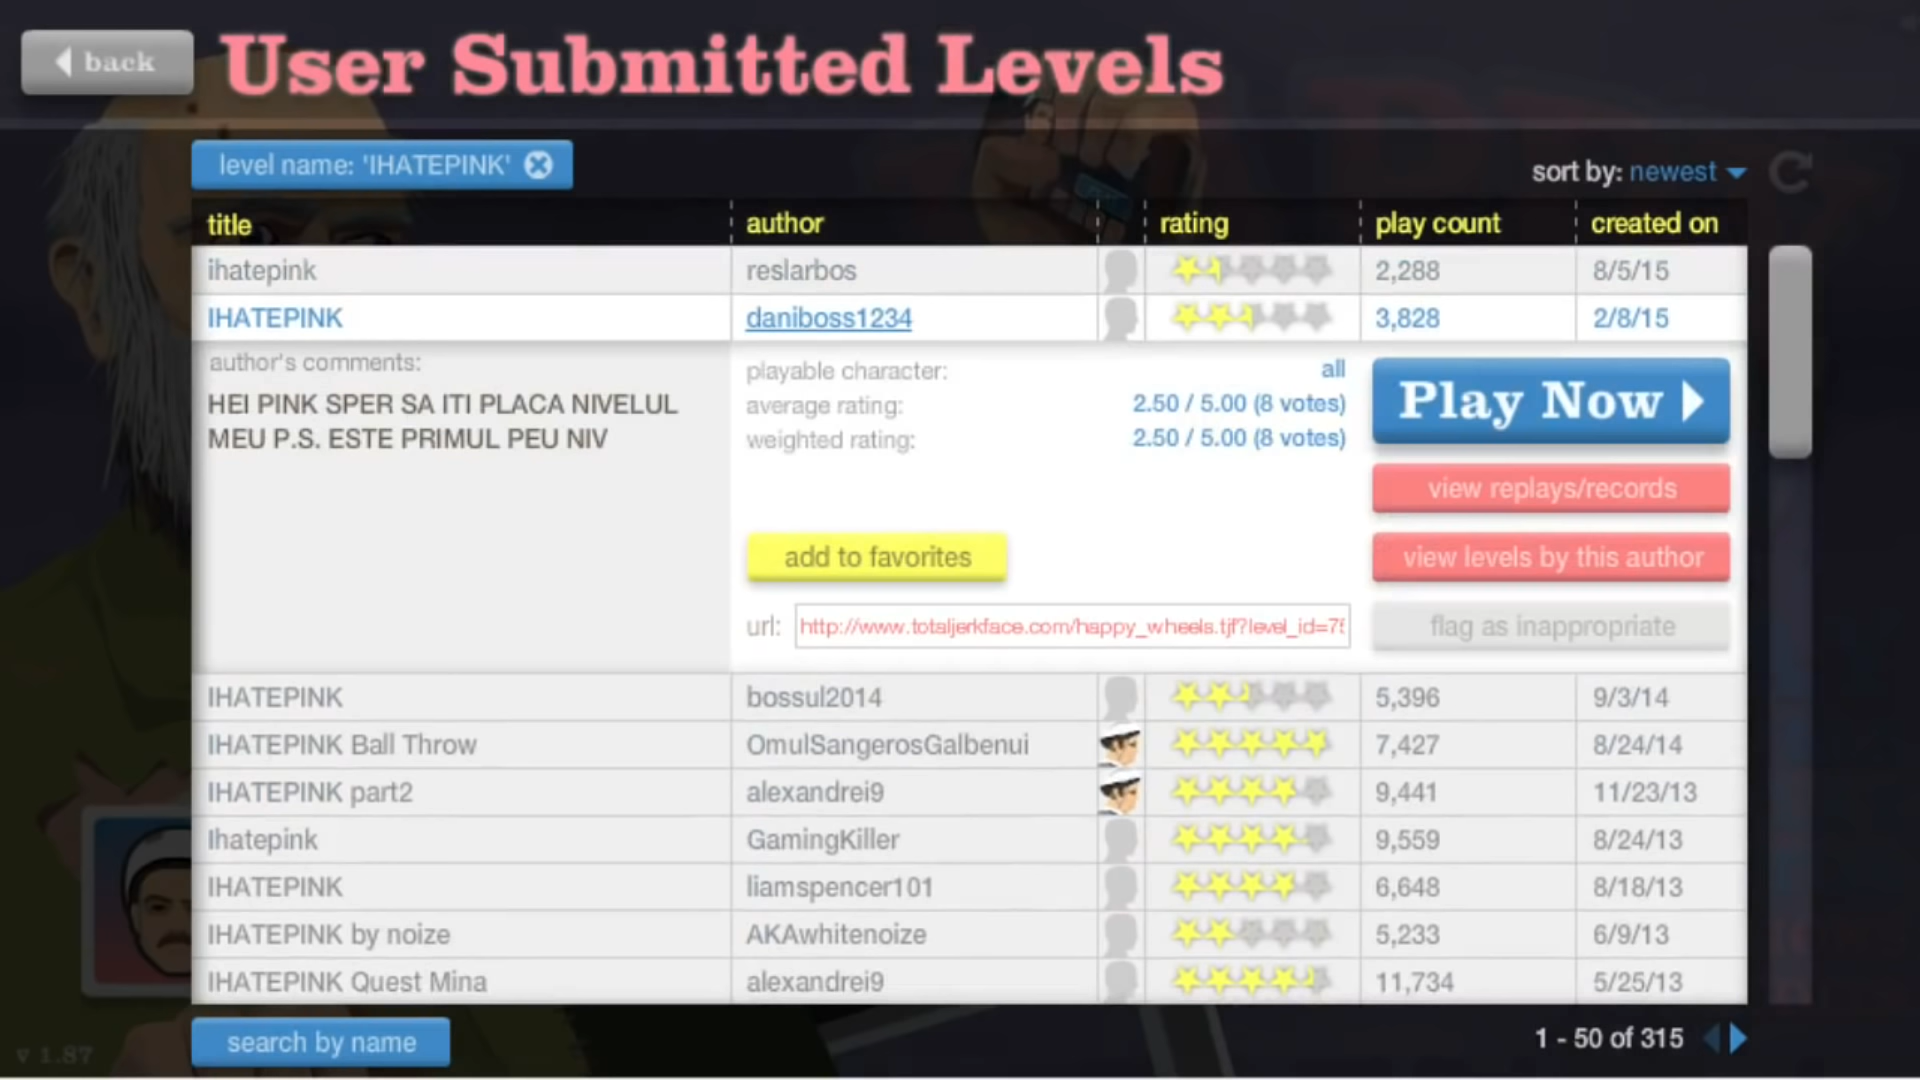 back
User Submitted Levels
level name: 'IHATEPINK'
sort by: newest
title author rating play count created on
ihatepink reslarbos 2,288 8/5/15
IHATEPINK daniboss1234 3,828 2/8/15
author's comments:
HEI PINK SPER SA ITI PLACA NIVELUL
MEU P.S. ESTE PRIMUL PEU NIV
playable character: all
average rating: 2.50 / 5.00 (8 votes)
weighted rating: 2.50 / 5.00 (8 votes)
Play Now
view replays/records
add to favorites
view levels by this author
url: http://www.totaljerkface.com/happy_wheels.tjf?level_id=7
flag as inappropriate
IHATEPINK bossul2014 5,396 9/3/14
IHATEPINK Ball Throw OmulSangerosGalbenui 7,427 8/24/14
IHATEPINK part2 alexandrei9 9,441 11/23/13
Ihatepink GamingKiller 9,559 8/24/13
IHATEPINK liamspencer101 6,648 8/18/13
IHATEPINK by noize AKAwhitenoize 5,233 6/9/13
IHATEPINK Quest Mina alexandrei9 11,734 5/25/13
search by name
1 - 50 of 315
v 1.87